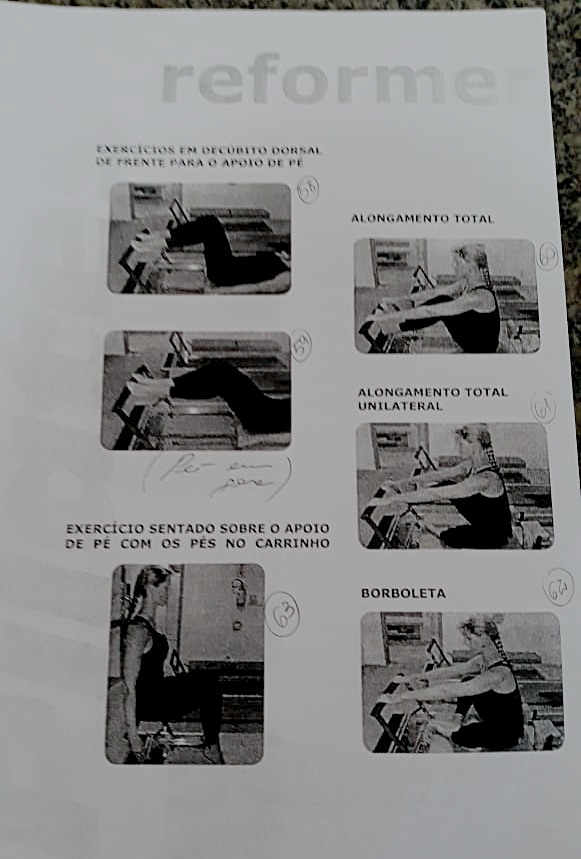 reformer
EXERCÍCIOS EM DECÚBITO DORSAL
DE FRENTE PARA O APOIO DE PÉ
58
59
(Pé em
)
EXERCÍCIO SENTADO SOBRE O APOIO
DE PÉ COM OS PÉS NO CARRINHO
63
ALONGAMENTO TOTAL
60
ALONGAMENTO TOTAL
UNILATERAL
61
BORBOLETA
62